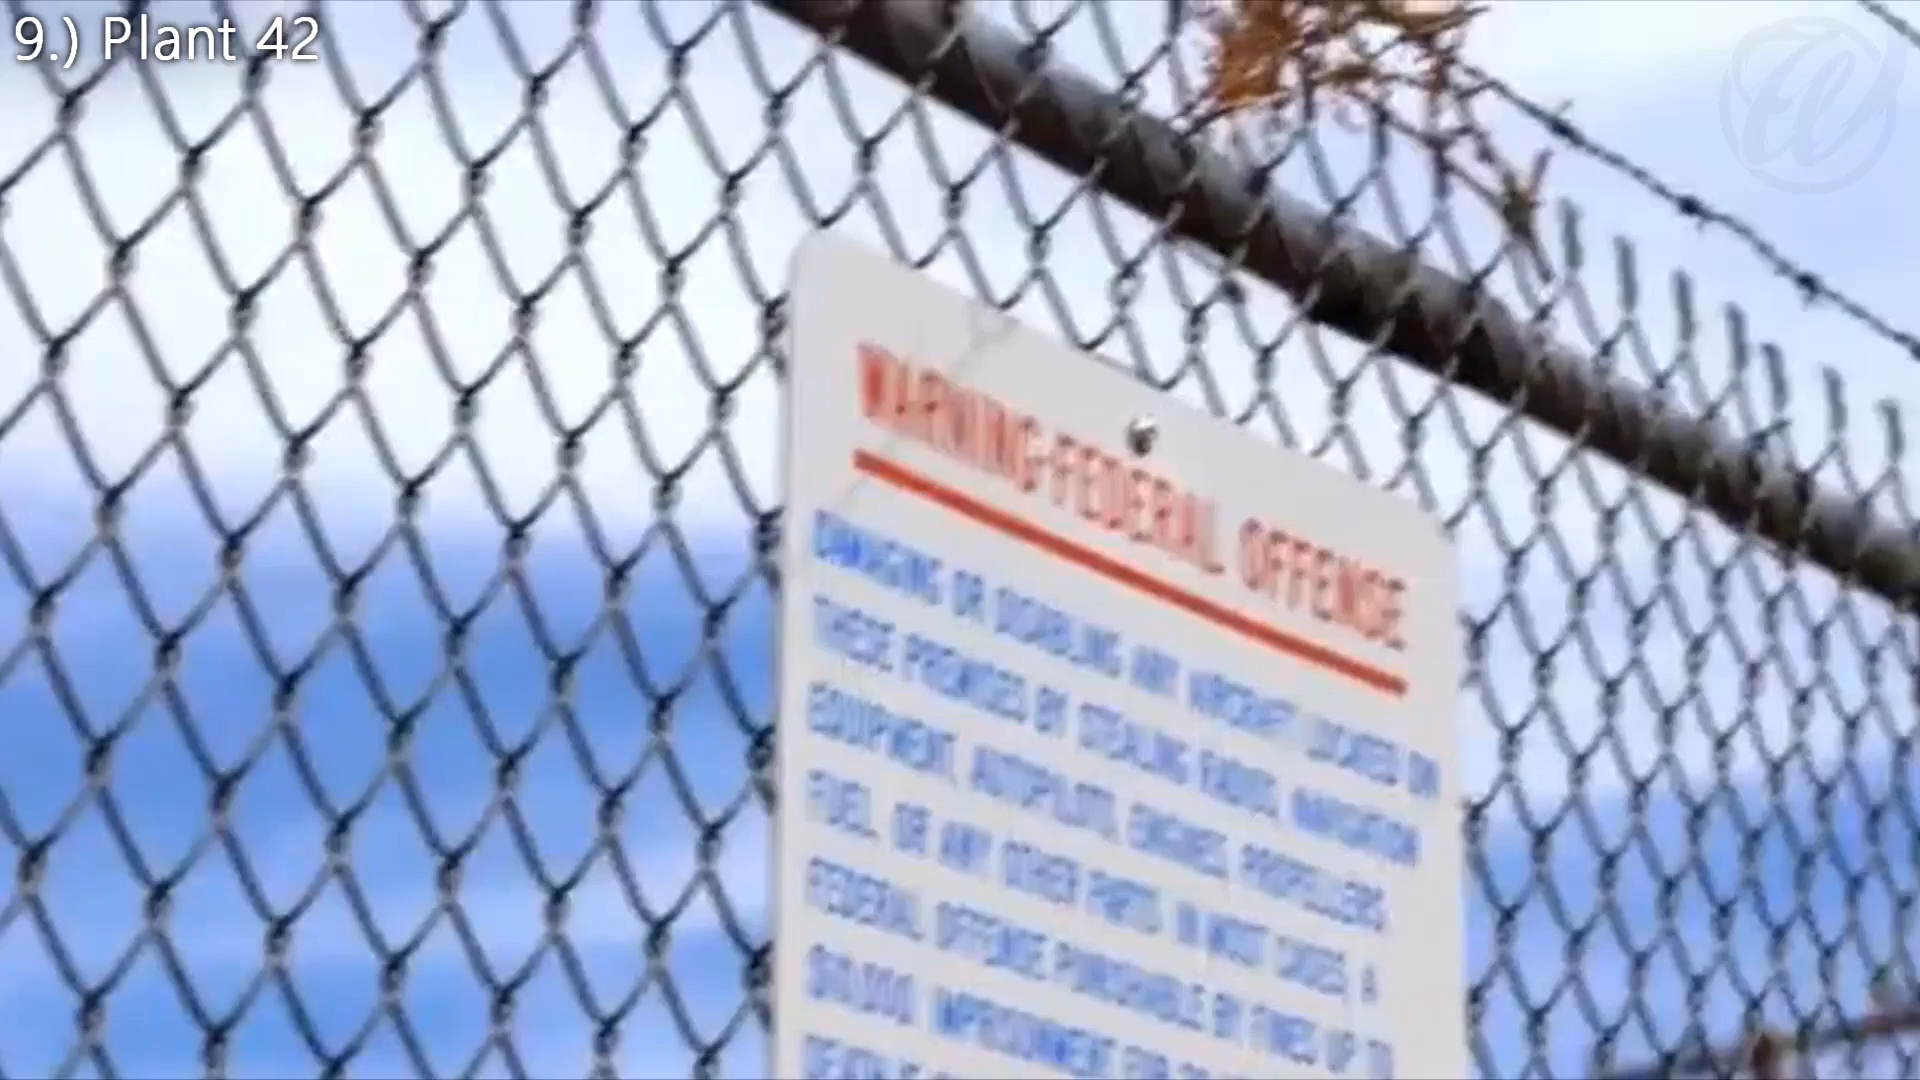 9.) Plant 42
WARNING-FEDERAL OFFENSE
DAMAGING OR DISABLING ANY AIRCRAFT LOCATED ON
THESE PREMISES BY STEALING RADIOS, NAVIGATION
EQUIPMENT, AUTOPILOTS, ENGINES, PROPELLERS,
FUEL, OR ANY OTHER PARTS, IN MOST CASES, A
FEDERAL OFFENSE PUNISHABLE BY FINES UP TO
$10,000, IMPRISONMENT FOR